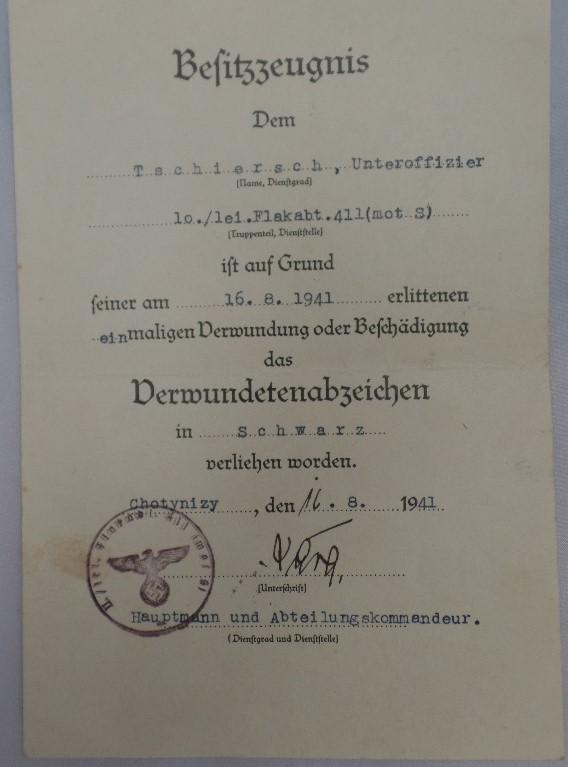 Besitzzeugnis
Dem
Tschiersch, Unteroffizier
(Name, Dienstgrad)
lo./lei.Flakabt.411(mot S)
(Truppenteil, Dienststelle)
ist auf Grund
seiner am 16. 8. 1941 erlittenen
einmaligen Verwundung oder Beschädigung
das
Verwundetenabzeichen
in Schwarz
verliehen worden.
Chotynizy, den 16. 8. 1941
(Unterschrift)
Hauptmann und Abteilungskommandeur.
(Dienstgrad und Dienststelle)